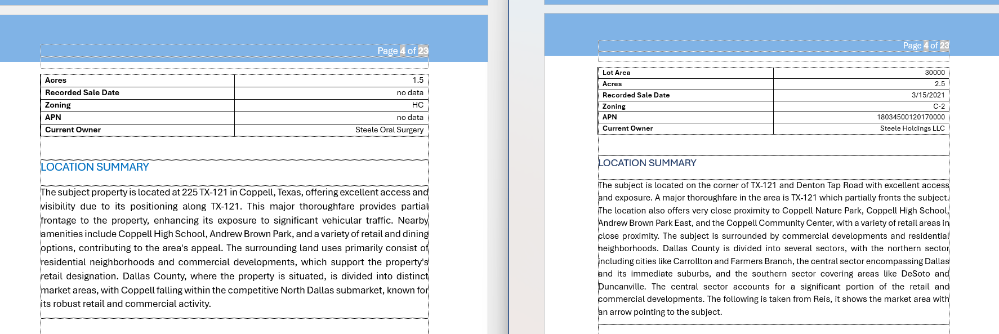 Page 4 of 23
Acres 1.5
Recorded Sale Date no data
Zoning HC
APN no data
Current Owner Steele Oral Surgery
LOCATION SUMMARY
The subject property is located at 225 TX-121 in Coppell, Texas, offering excellent access and
visibility due to its positioning along TX-121. This major thoroughfare provides partial
frontage to the property, enhancing its exposure to significant vehicular traffic. Nearby
amenities include Coppell High School, Andrew Brown Park, and a variety of retail and dining
options, contributing to the area's appeal. The surrounding land uses primarily consist of
residential neighborhoods and commercial developments, which support the property's
retail designation. Dallas County, where the property is situated, is divided into distinct
market areas, with Coppell falling within the competitive North Dallas submarket, known for
its robust retail and commercial activity.
Page 4 of 23
Lot Area 30000
Acres 2.5
Recorded Sale Date 3/15/2021
Zoning C-2
APN 18034500120170000
Current Owner Steele Holdings LLC
LOCATION SUMMARY
The subject is located on the corner of TX-121 and Denton Tap Road with excellent access
and exposure. A major thoroughfare in the area is TX-121 which partially fronts the subject.
The location also offers very close proximity to Coppell Nature Park, Coppell High School,
Andrew Brown Park East, and the Coppell Community Center, with a variety of retail areas in
close proximity. The subject is surrounded by commercial developments and residential
neighborhoods. Dallas County is divided into several sectors, with the northern sector
including cities like Carrollton and Farmers Branch, the central sector encompassing Dallas
and its immediate suburbs, and the southern sector covering areas like DeSoto and
Duncanville. The central sector accounts for a significant portion of the retail and
commercial developments. The following is taken from Reis, it shows the market area with
an arrow pointing to the subject.